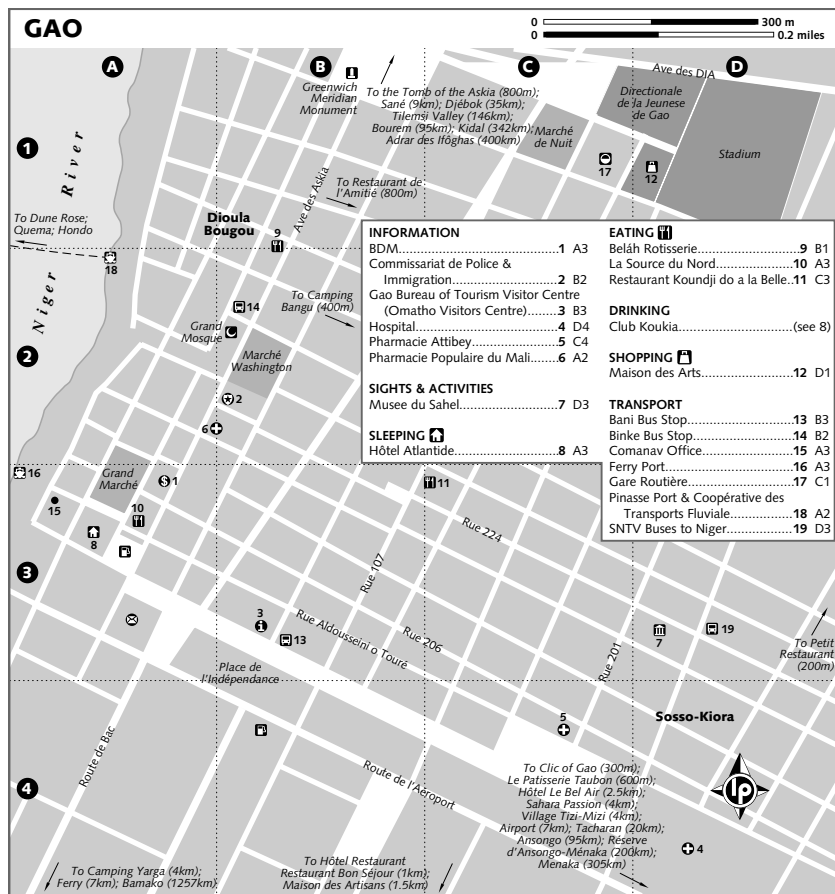 GAO
0 300 m
0 0.2 miles
A
B
C
D
1
2
3
4
Greenwich
Meridian
Monument
To the Tomb of the Askia (800m);
Sané (9km); Djébok (35km);
Tilemsi Valley (146km);
Bourem (95km); Kidal (342km);
Adrar des Ifôghas (400km)
Ave des DIA
Directionale
de la Jeunese
de Gao
Marché
de Nuit
Stadium
17
12
River
Niger
To Dune Rose;
Quema; Hondo
18
Dioula
Bougou
Ave des Askia
To Restaurant de
l'Amitié (800m)
9
14
To Camping
Bangu (400m)
Grand
Mosque
Marché
Washington
2
6
16
Grand
Marché
1
15
10
8
11
Rue 224
Rue 107
3
13
Rue Aldousseini o Touré
Rue 206
Rue 201
7
19
To Petit
Restaurant
(200m)
Place de
l'Indépendance
Route de Bac
Route de l'Aéroport
5
Sosso-Kiora
To Clic of Gao (300m);
Le Patisserie Taubon (600m);
Hôtel Le Bel Air (2.5km);
Sahara Passion (4km);
Village Tizi-Mizi (4km);
Airport (7km); Tacharan (20km);
Ansongo (95km); Réserve
d'Ansongo-Ménaka (200km);
Menaka (305km)
lp
4
To Camping Yarga (4km);
Ferry (7km); Bamako (1257km)
To Hôtel Restaurant
Restaurant Bon Séjour (1km);
Maison des Artisans (1.5km)
INFORMATION
BDM...................................1 A3
Commissariat de Police &
Immigration.......................2 B2
Gao Bureau of Tourism Visitor Centre
(Omatho Visitors Centre)....3 B3
Hospital...............................4 D4
Pharmacie Attibey................5 C4
Pharmacie Populaire du Mali.....6 A2
SIGHTS & ACTIVITIES
Musee du Sahel....................7 D3
SLEEPING
Hôtel Atlantide.....................8 A3
EATING
Beláh Rotisserie....................9 B1
La Source du Nord................10 A3
Restaurant Koundji do a la Belle..11 C3
DRINKING
Club Koukia.......................(see 8)
SHOPPING
Maison des Arts...................12 D1
TRANSPORT
Bani Bus Stop......................13 B3
Binke Bus Stop.....................14 B2
Comanav Office....................15 A3
Ferry Port...........................16 A3
Gare Routière......................17 C1
Pinasse Port & Coopérative des
Transports Fluviale..............18 A2
SNTV Buses to Niger..............19 D3